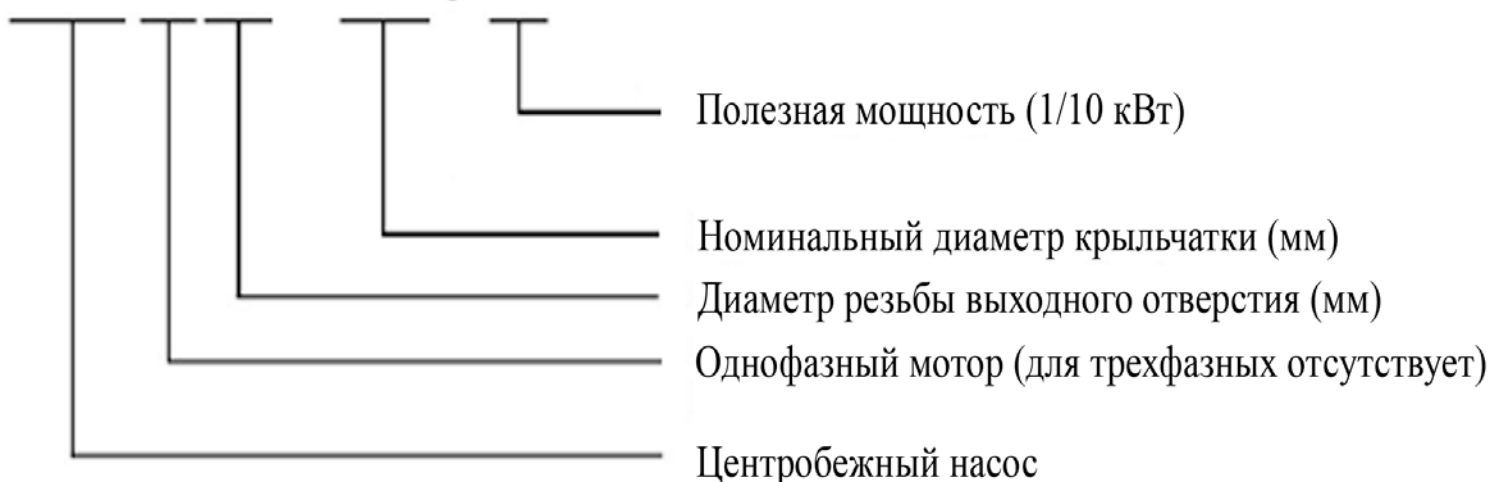 Полезная мощность (1/10 кВт)
Номинальный диаметр крыльчатки (мм)
Диаметр резьбы выходного отверстия (мм)
Однофазный мотор (для трехфазных отсутствует)
Центробежный насос